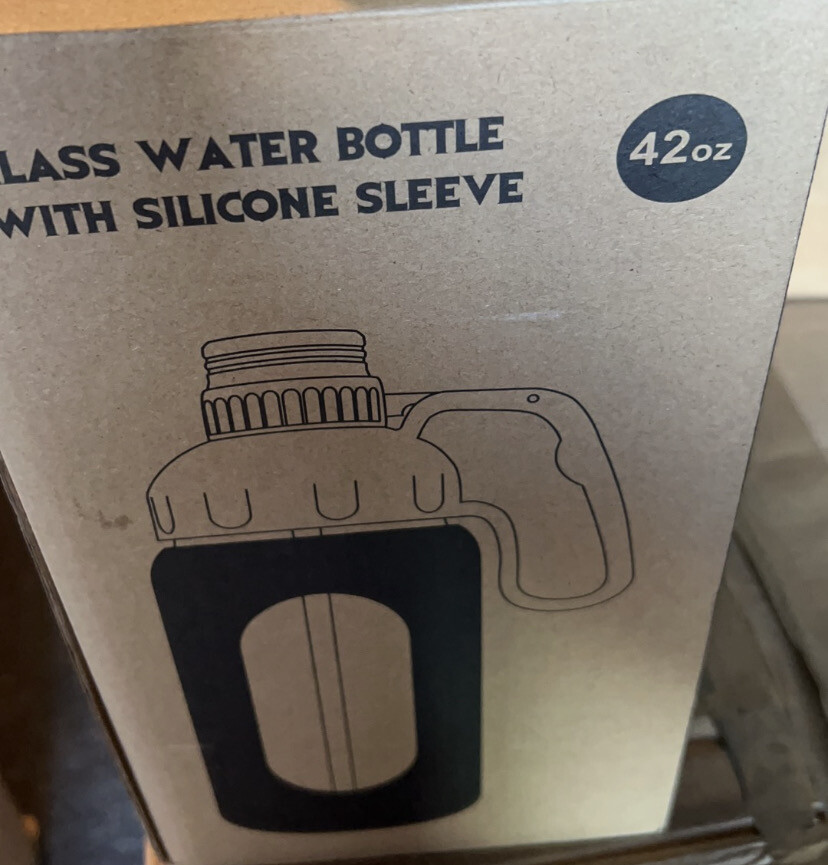 LASS WATER BOTTLE
WITH SILICONE SLEEVE
42oz